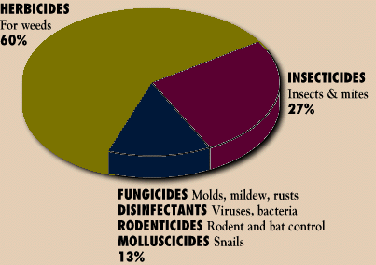 HERBICIDES
For weeds
60%
INSECTICIDES
Insects & mites
27%
FUNGICIDES Molds, mildew, rusts
DISINFECTANTS Viruses, bacteria
RODENTICIDES Rodent and bat control
MOLLUSCICIDES Snails
13%